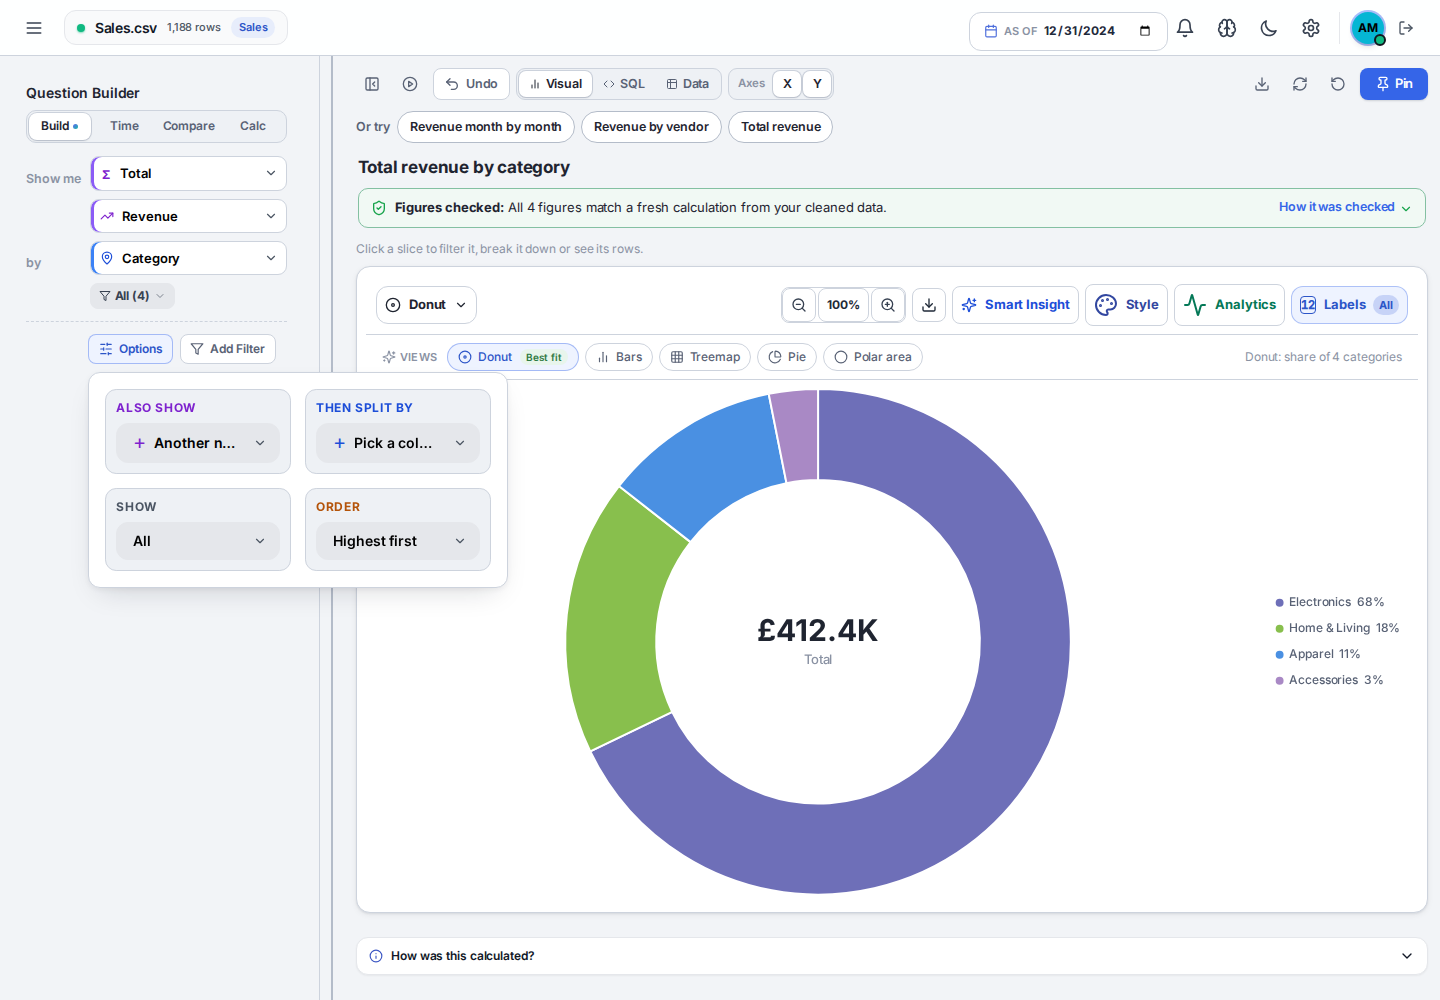 Sales.csv 1,188 rows Sales
AS OF 12/31/2024
AM
Question Builder
Build Time Compare Calc
Show me Σ Total
Revenue
by Category
All (4)
Options Add Filter
ALSO SHOW
+ Another n...
THEN SPLIT BY
+ Pick a col...
SHOW
All
ORDER
Highest first
Undo Visual SQL Data Axes X Y Pin
Or try Revenue month by month Revenue by vendor Total revenue
Total revenue by category
Figures checked: All 4 figures match a fresh calculation from your cleaned data. How it was checked
Click a slice to filter it, break it down or see its rows.
Donut 100% Smart Insight Style Analytics 12 Labels All
VIEWS Donut Best fit Bars Treemap Pie Polar area Donut: share of 4 categories
£412.4K
Total
Electronics 68%
Home & Living 18%
Apparel 11%
Accessories 3%
How was this calculated?